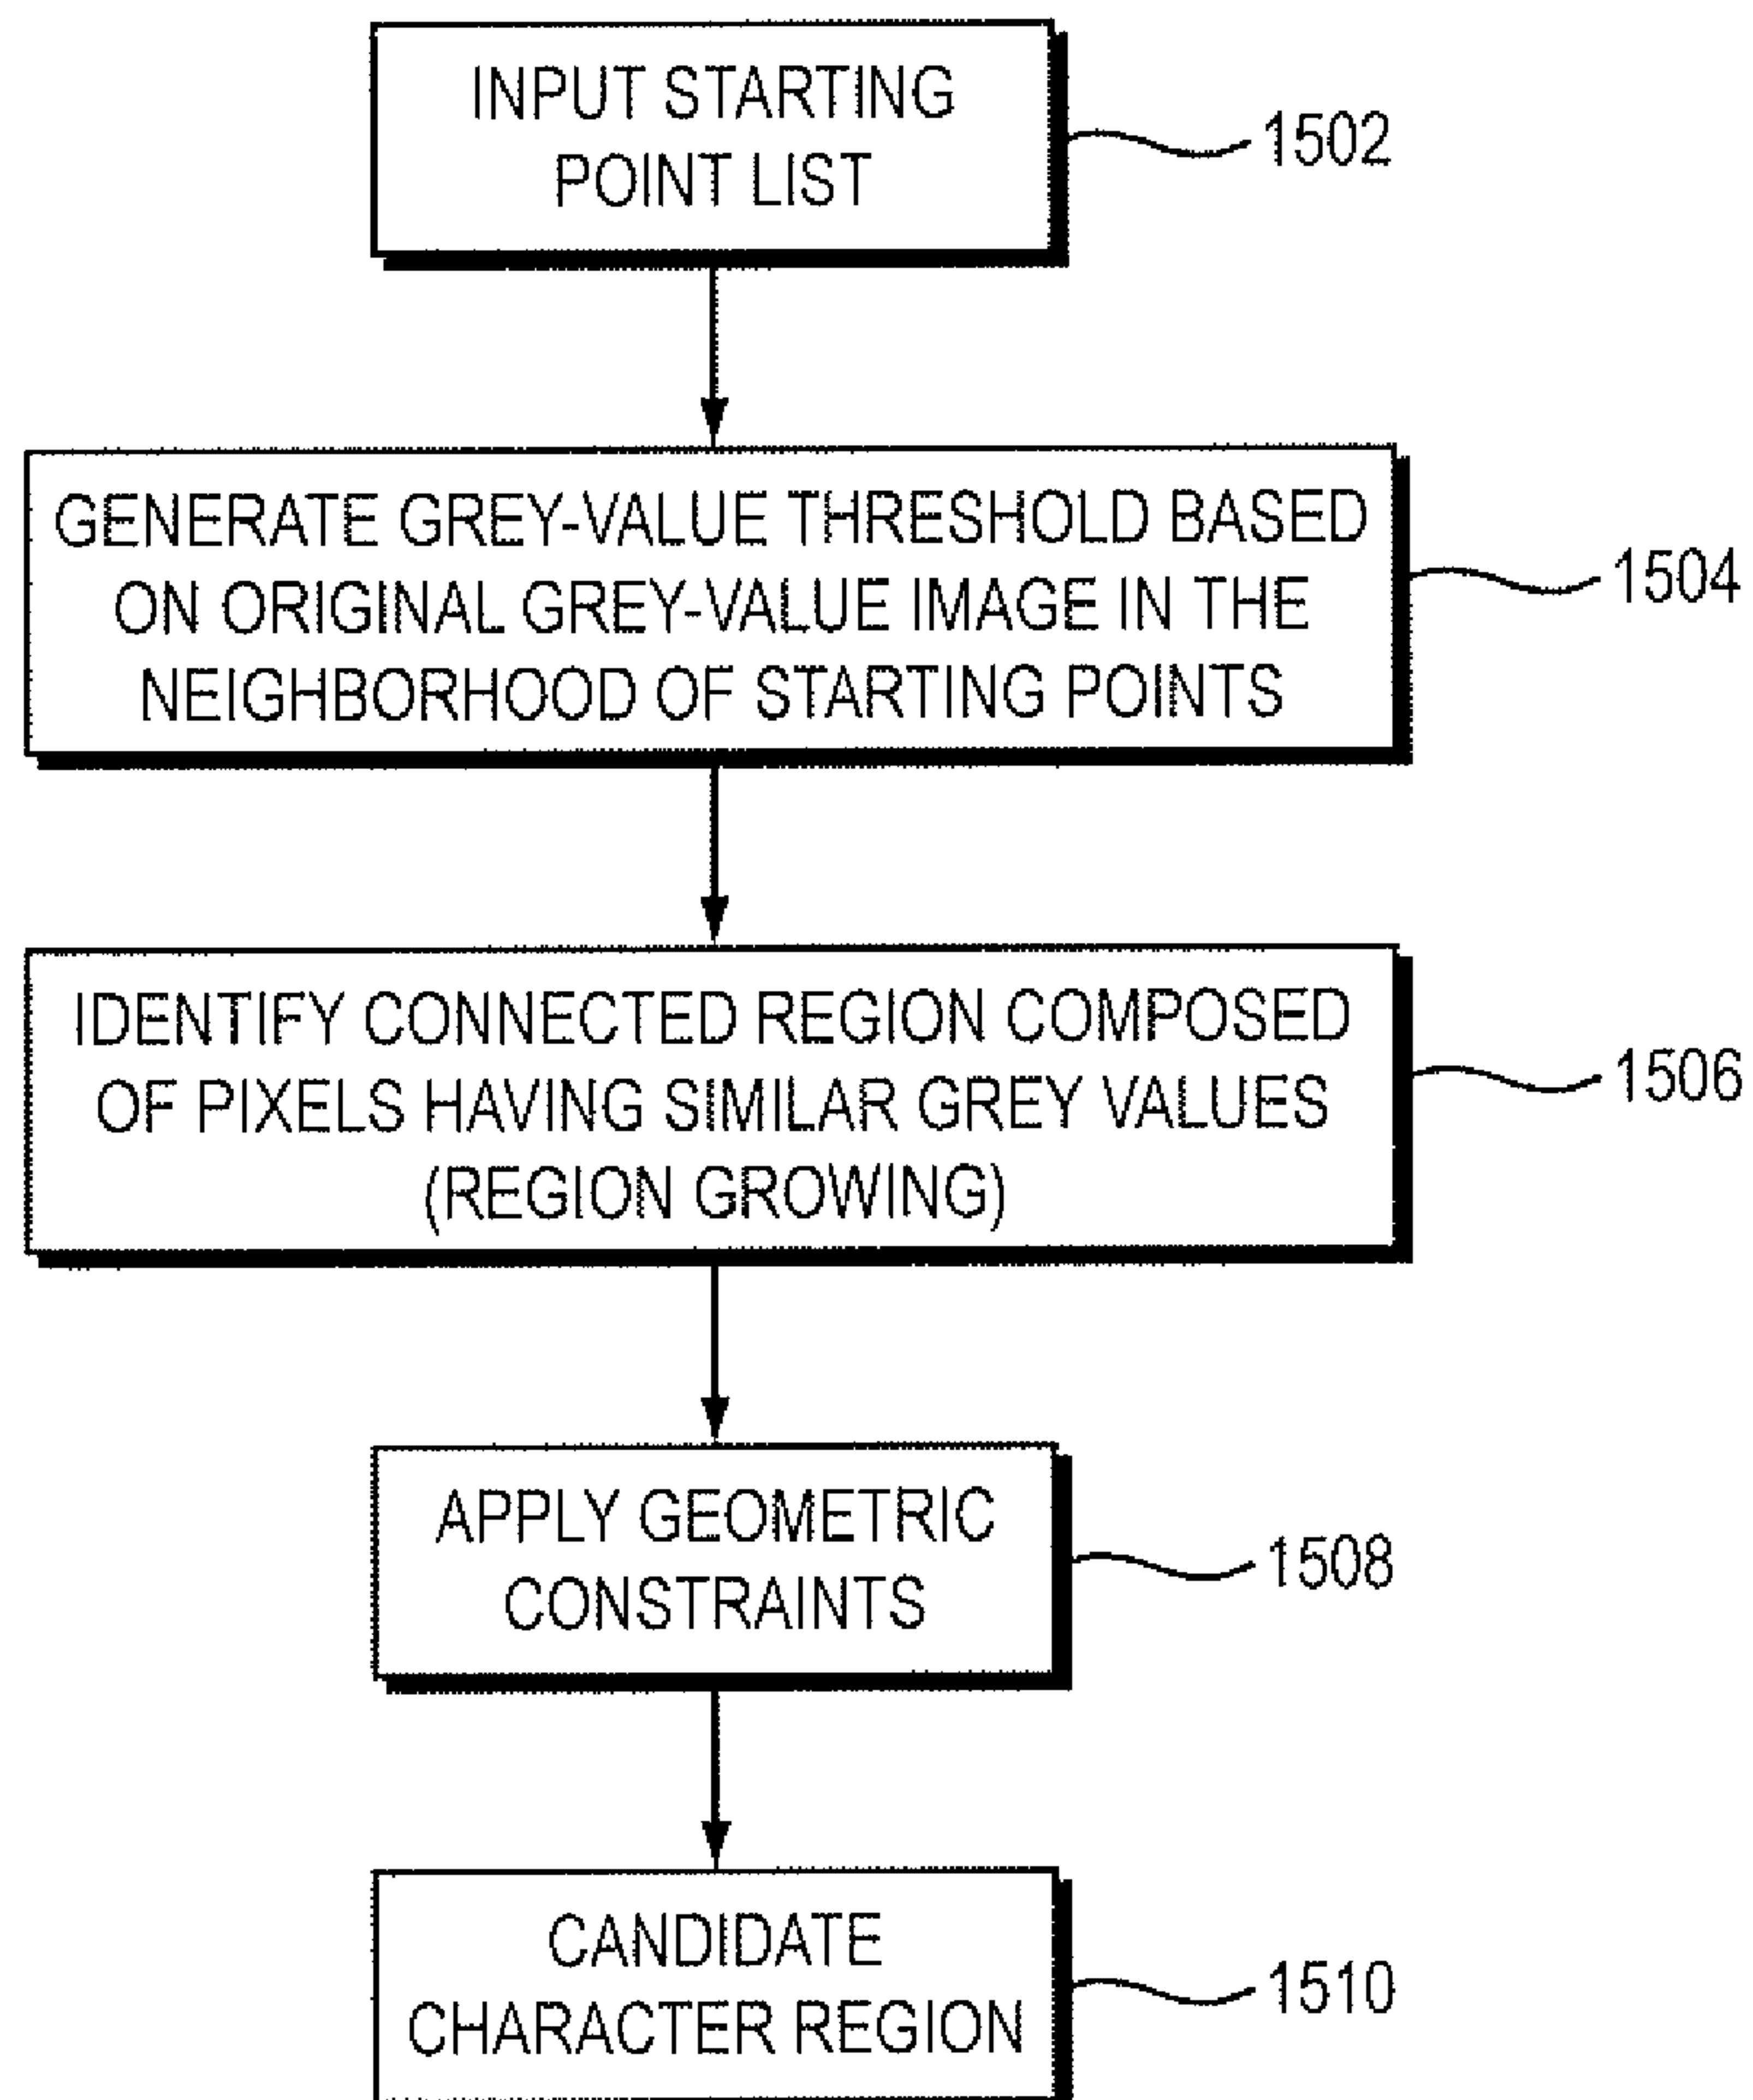 INPUT STARTING
POINT LIST
1502
GENERATE GREY-VALUE THRESHOLD BASED
ON ORIGINAL GREY-VALUE IMAGE IN THE
NEIGHBORHOOD OF STARTING POINTS
1504
IDENTIFY CONNECTED REGION COMPOSED
OF PIXELS HAVING SIMILAR GREY VALUES
(REGION GROWING)
1506
APPLY GEOMETRIC
CONSTRAINTS
1508
CANDIDATE
CHARACTER REGION
1510